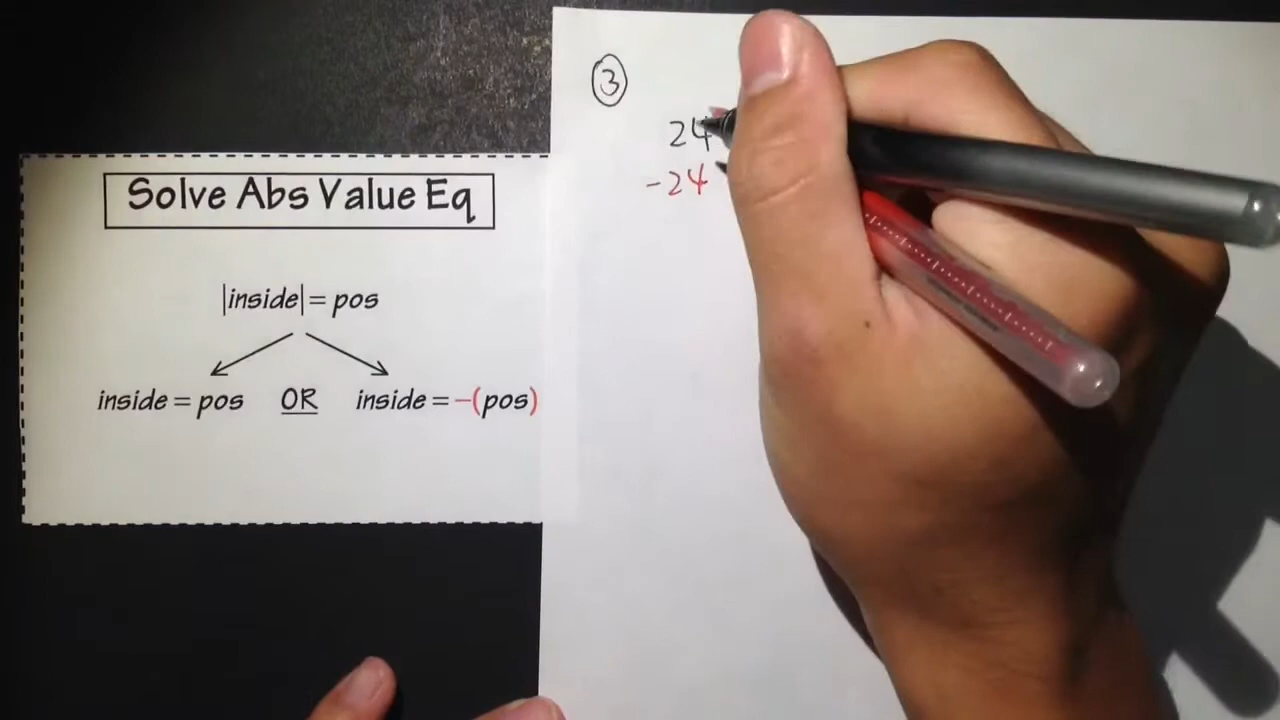 Solve Abs Value Eq
|inside| = pos
inside = pos OR inside = -(pos)
③
24
-24